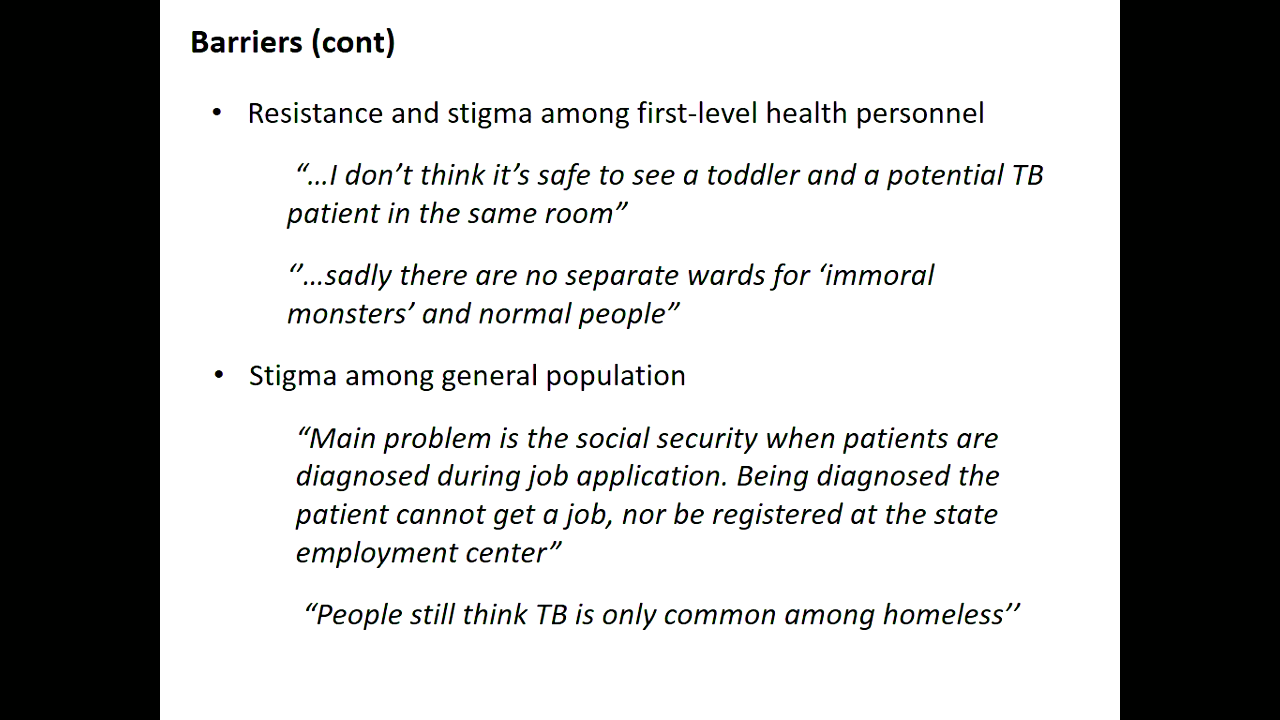 Barriers (cont)
• Resistance and stigma among first-level health personnel
“…I don’t think it’s safe to see a toddler and a potential TB
patient in the same room”
‘’…sadly there are no separate wards for ‘immoral
monsters’ and normal people”
• Stigma among general population
“Main problem is the social security when patients are
diagnosed during job application. Being diagnosed the
patient cannot get a job, nor be registered at the state
employment center”
“People still think TB is only common among homeless’’